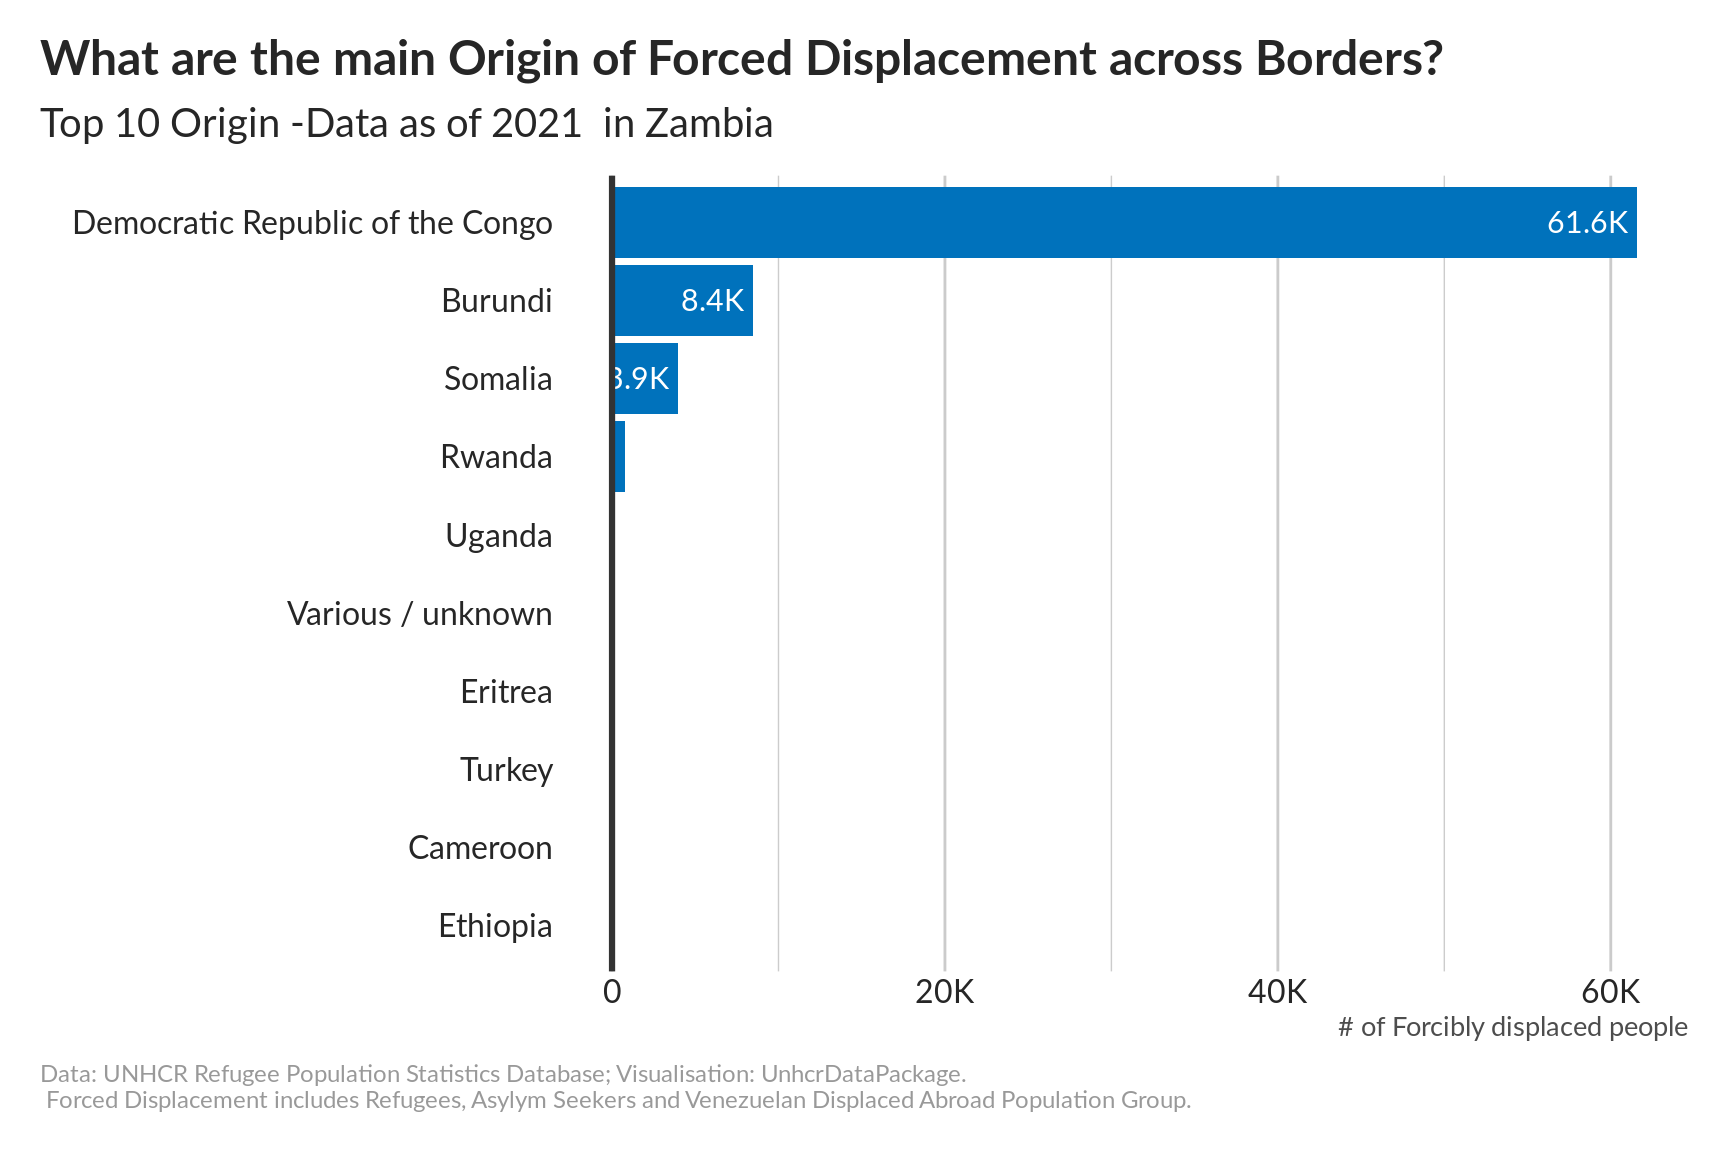 What are the main Origin of Forced Displacement across Borders?
Top 10 Origin -Data as of 2021  in Zambia
Democratic Republic of the Congo
61.6K
Burundi
8.4K
Somalia
3.9K
Rwanda
Uganda
Various / unknown
Eritrea
Turkey
Cameroon
Ethiopia
0
20K
40K
60K
# of Forcibly displaced people
Data: UNHCR Refugee Population Statistics Database; Visualisation: UnhcrDataPackage.
Forced Displacement includes Refugees, Asylym Seekers and Venezuelan Displaced Abroad Population Group.